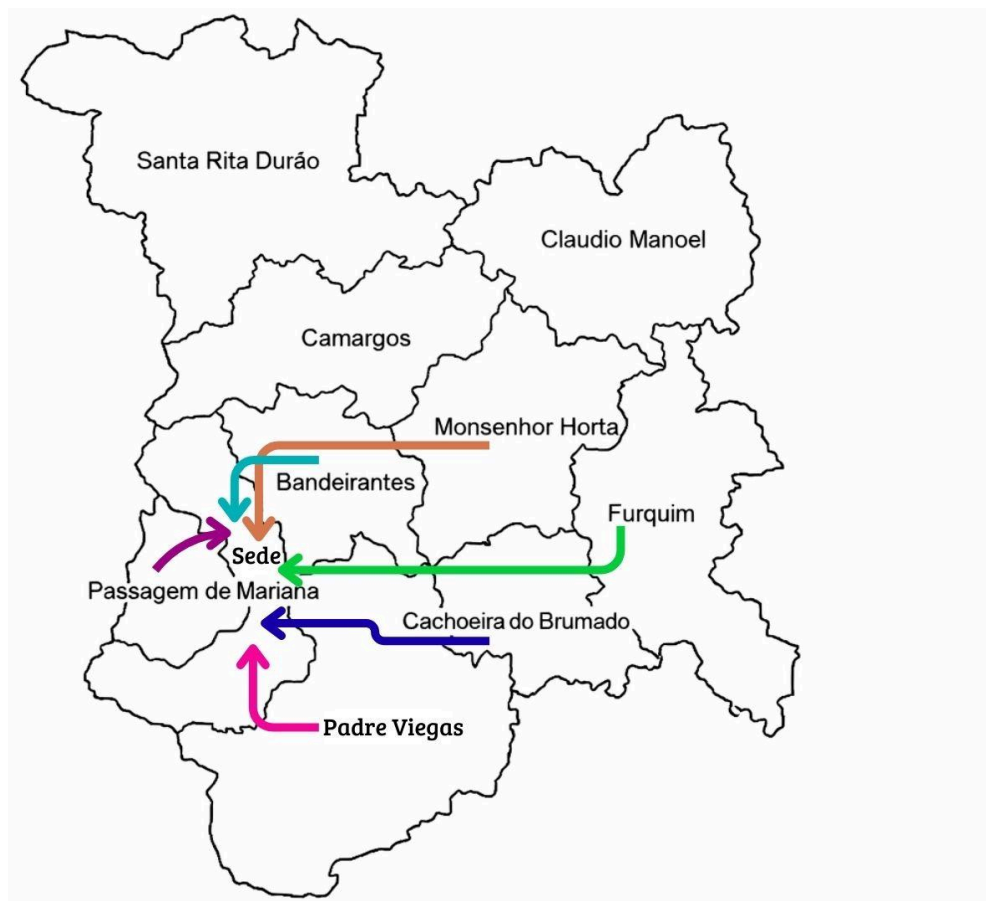 Santa Rita Durão
Claudio Manoel
Camargos
Monsenhor Horta
Bandeirantes
Furquim
Sede
Passagem de Mariana
Cachoeira do Brumado
Padre Viegas